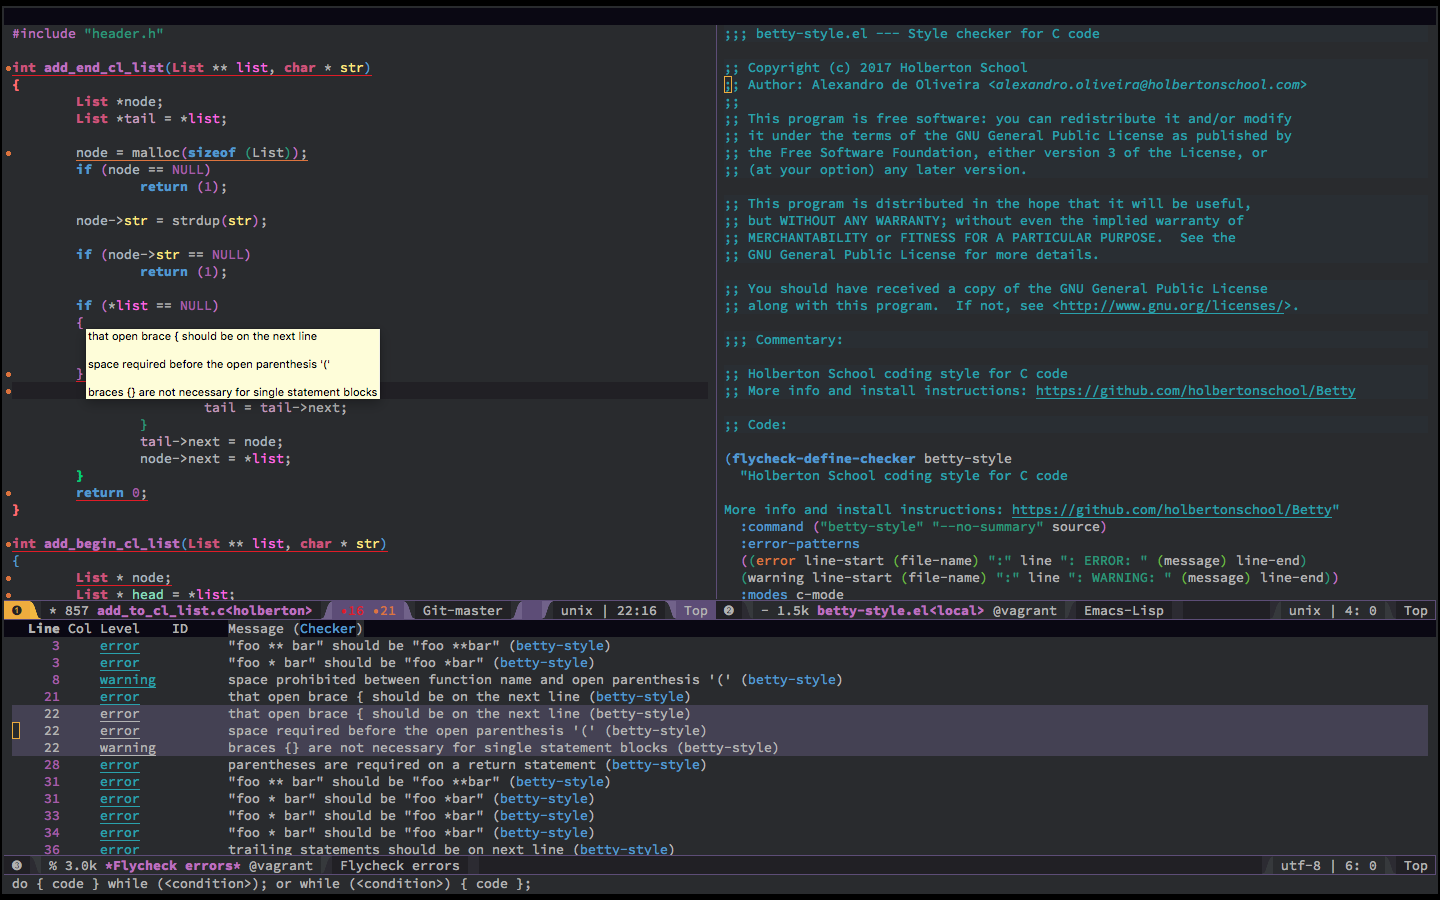 #include "header.h"
int add_end_cl_list(List ** list, char * str)
{
List *node;
List *tail = *list;
node = malloc(sizeof (List));
if (node == NULL)
return (1);
node->str = strdup(str);
if (node->str == NULL)
return (1);
if (*list == NULL)
{
that open brace { should be on the next line
space required before the open parenthesis '('
}
braces {} are not necessary for single statement blocks
tail = tail->next;
}
tail->next = node;
node->next = *list;
}
return 0;
}
int add_begin_cl_list(List ** list, char * str)
{
List * node;
List * head = *list;
❶ * 857 add_to_cl_list.c<holberton> •16 •21 Git-master unix | 22:16 Top
;;; betty-style.el --- Style checker for C code
;; Copyright (c) 2017 Holberton School
;; Author: Alexandro de Oliveira <alexandro.oliveira@holbertonschool.com>
;;
;; This program is free software: you can redistribute it and/or modify
;; it under the terms of the GNU General Public License as published by
;; the Free Software Foundation, either version 3 of the License, or
;; (at your option) any later version.
;; This program is distributed in the hope that it will be useful,
;; but WITHOUT ANY WARRANTY; without even the implied warranty of
;; MERCHANTABILITY or FITNESS FOR A PARTICULAR PURPOSE.  See the
;; GNU General Public License for more details.
;; You should have received a copy of the GNU General Public License
;; along with this program.  If not, see <http://www.gnu.org/licenses/>.
;;; Commentary:
;; Holberton School coding style for C code
;; More info and install instructions: https://github.com/holbertonschool/Betty
;; Code:
(flycheck-define-checker betty-style
"Holberton School coding style for C code
More info and install instructions: https://github.com/holbertonschool/Betty"
:command ("betty-style" "--no-summary" source)
:error-patterns
((error line-start (file-name) ":" line ": ERROR: " (message) line-end)
(warning line-start (file-name) ":" line ": WARNING: " (message) line-end))
:modes c-mode
❷ - 1.5k betty-style.el<local> @vagrant Emacs-Lisp unix | 4: 0 Top
Line Col Level ID Message (Checker)
3 error "foo ** bar" should be "foo **bar" (betty-style)
3 error "foo * bar" should be "foo *bar" (betty-style)
8 warning space prohibited between function name and open parenthesis '(' (betty-style)
21 error that open brace { should be on the next line (betty-style)
22 error that open brace { should be on the next line (betty-style)
22 error space required before the open parenthesis '(' (betty-style)
22 warning braces {} are not necessary for single statement blocks (betty-style)
28 error parentheses are required on a return statement (betty-style)
31 error "foo ** bar" should be "foo **bar" (betty-style)
31 error "foo * bar" should be "foo *bar" (betty-style)
33 error "foo * bar" should be "foo *bar" (betty-style)
34 error "foo * bar" should be "foo *bar" (betty-style)
36 error trailing statements should be on next line (betty-style)
❸ % 3.0k *Flycheck errors* @vagrant Flycheck errors utf-8 | 6: 0 Top
do { code } while (<condition>); or while (<condition>) { code };